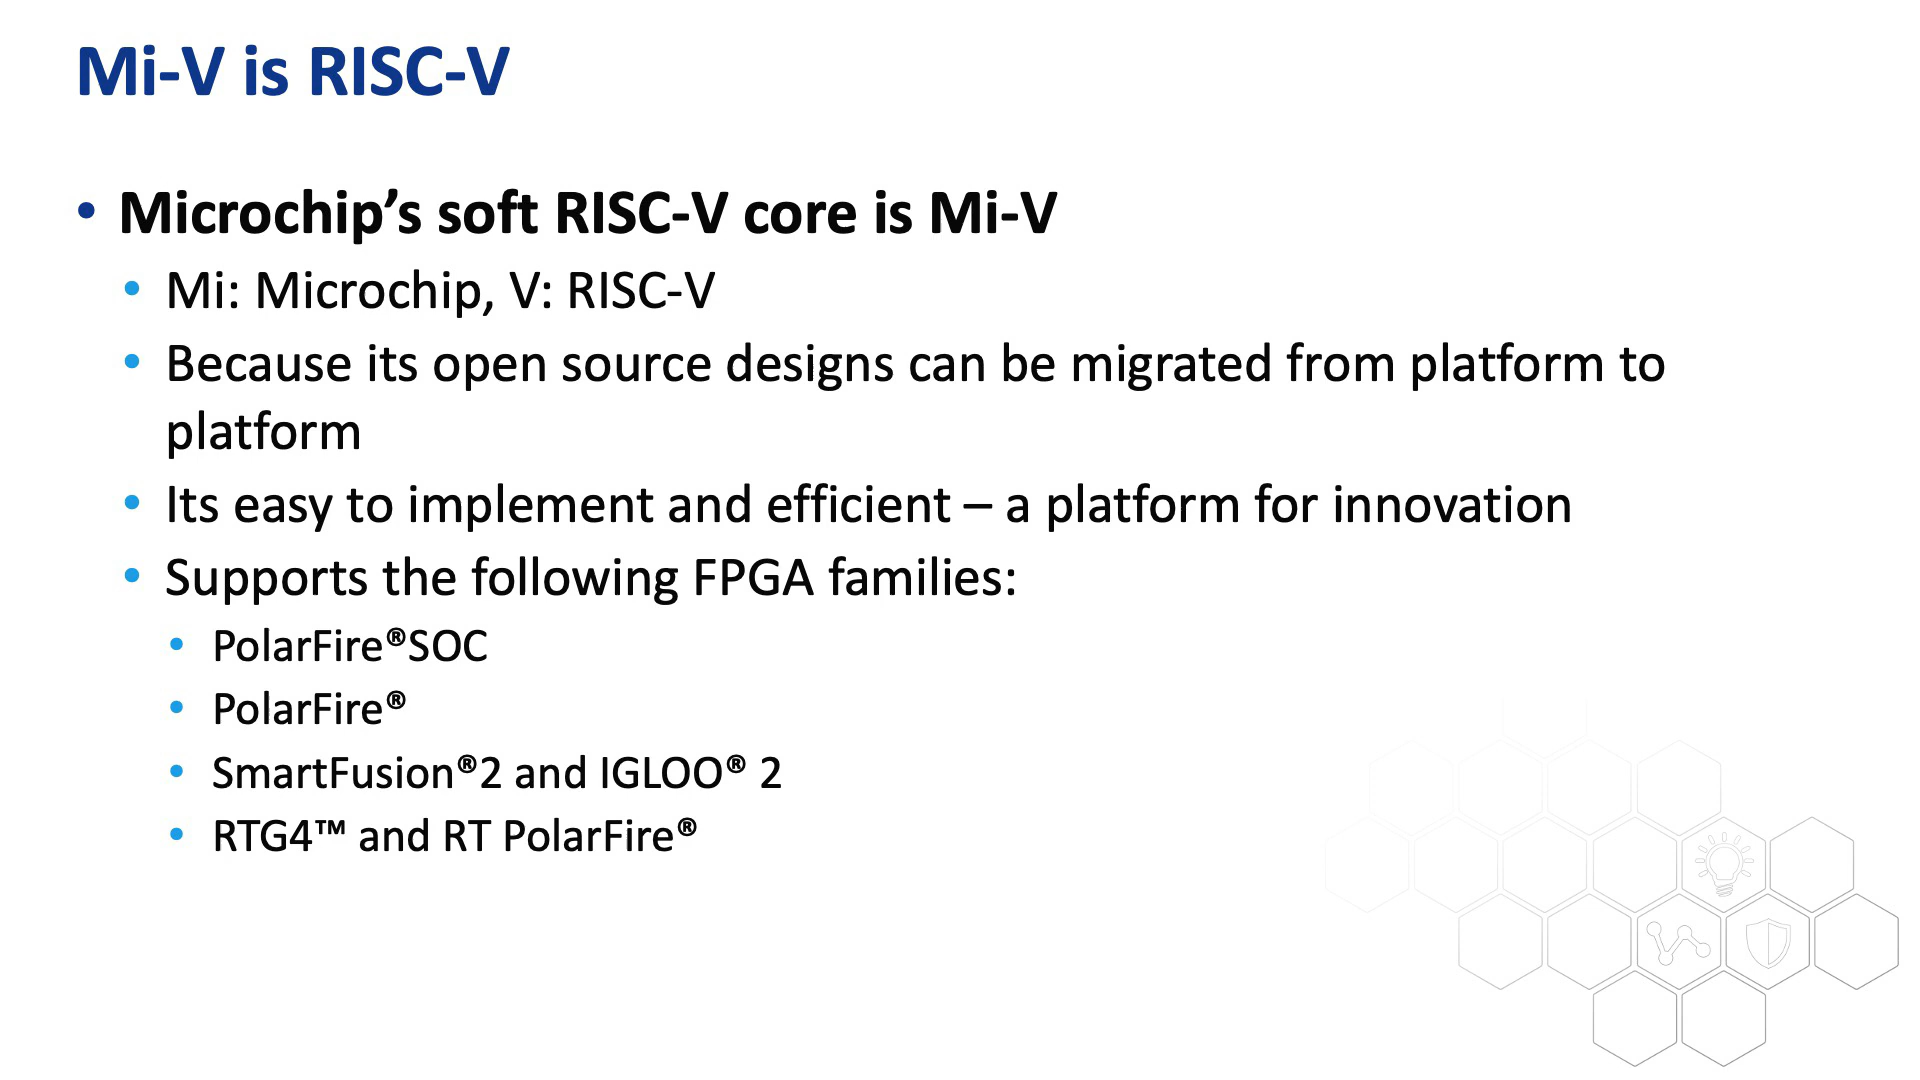 Mi-V is RISC-V
• Microchip’s soft RISC-V core is Mi-V
• Mi: Microchip, V: RISC-V
• Because its open source designs can be migrated from platform to
platform
• Its easy to implement and efficient – a platform for innovation
• Supports the following FPGA families:
• PolarFire®SOC
• PolarFire®
• SmartFusion®2 and IGLOO® 2
• RTG4™ and RT PolarFire®